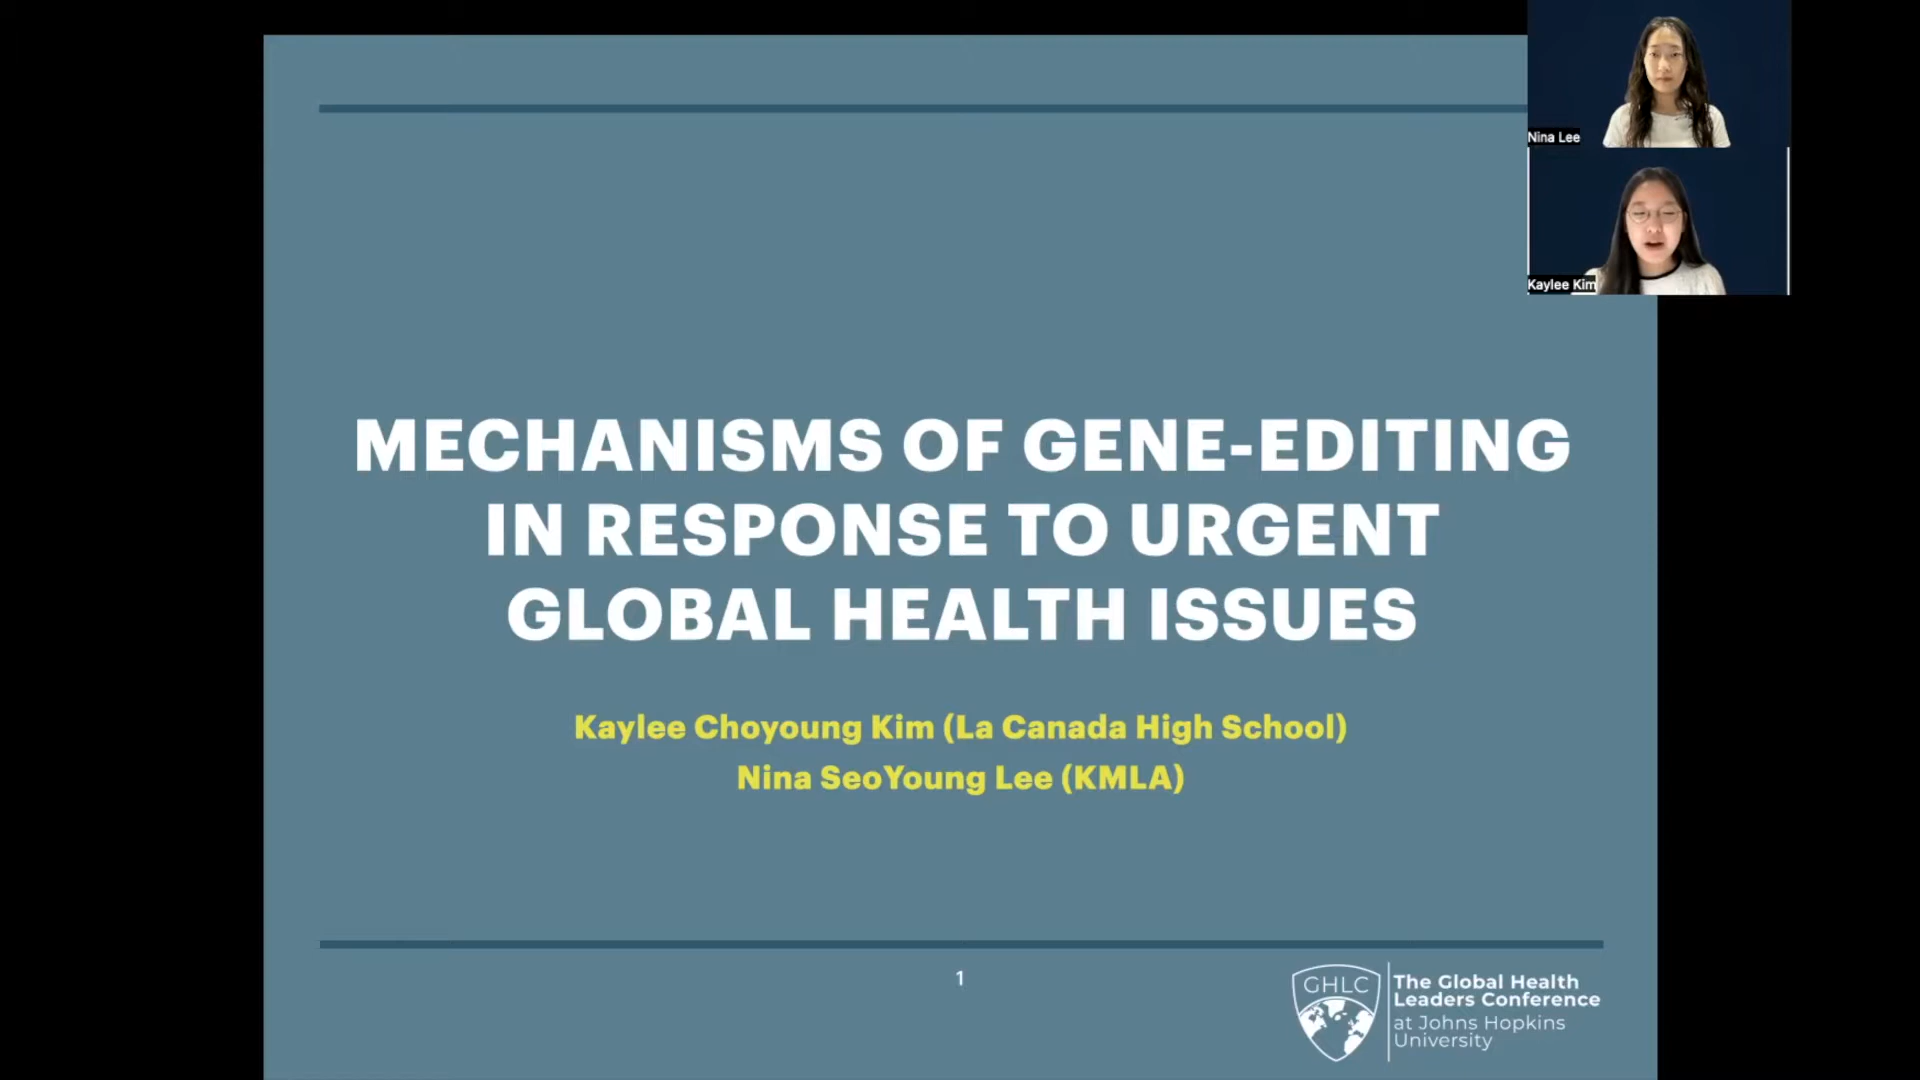 Nina Lee
Kaylee Kim
MECHANISMS OF GENE-EDITING
IN RESPONSE TO URGENT
GLOBAL HEALTH ISSUES
Kaylee Choyoung Kim (La Canada High School)
Nina SeoYoung Lee (KMLA)
1
GHLC
The Global Health
Leaders Conference
at Johns Hopkins
University